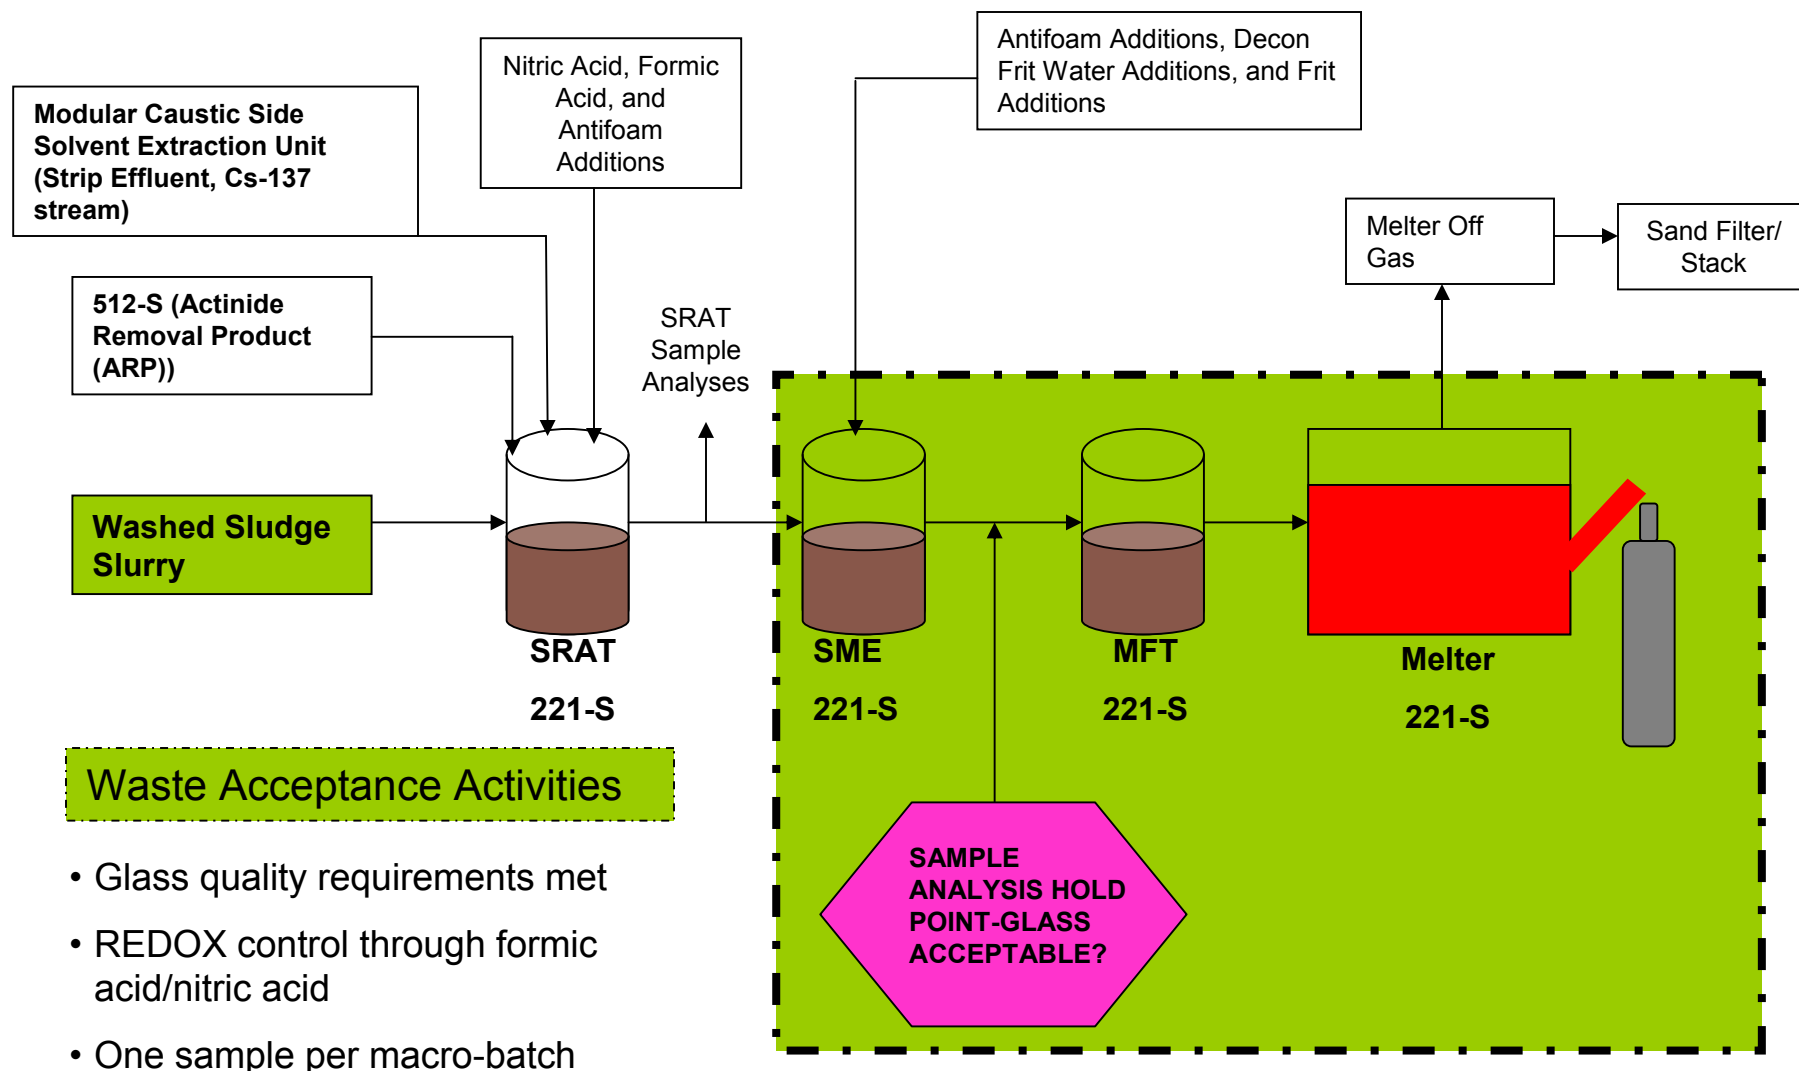 Nitric Acid, Formic
Acid, and
Antifoam
Additions
Antifoam Additions, Decon
Frit Water Additions, and Frit
Additions
Modular Caustic Side
Solvent Extraction Unit
(Strip Effluent, Cs-137
stream)
Melter Off
Gas
Sand Filter/
Stack
512-S (Actinide
Removal Product
(ARP))
SRAT
Sample
Analyses
Washed Sludge
Slurry
SRAT
221-S
SME
221-S
MFT
221-S
Melter
221-S
Waste Acceptance Activities
• Glass quality requirements met
• REDOX control through formic
acid/nitric acid
• One sample per macro-batch
SAMPLE
ANALYSIS HOLD
POINT-GLASS
ACCEPTABLE?